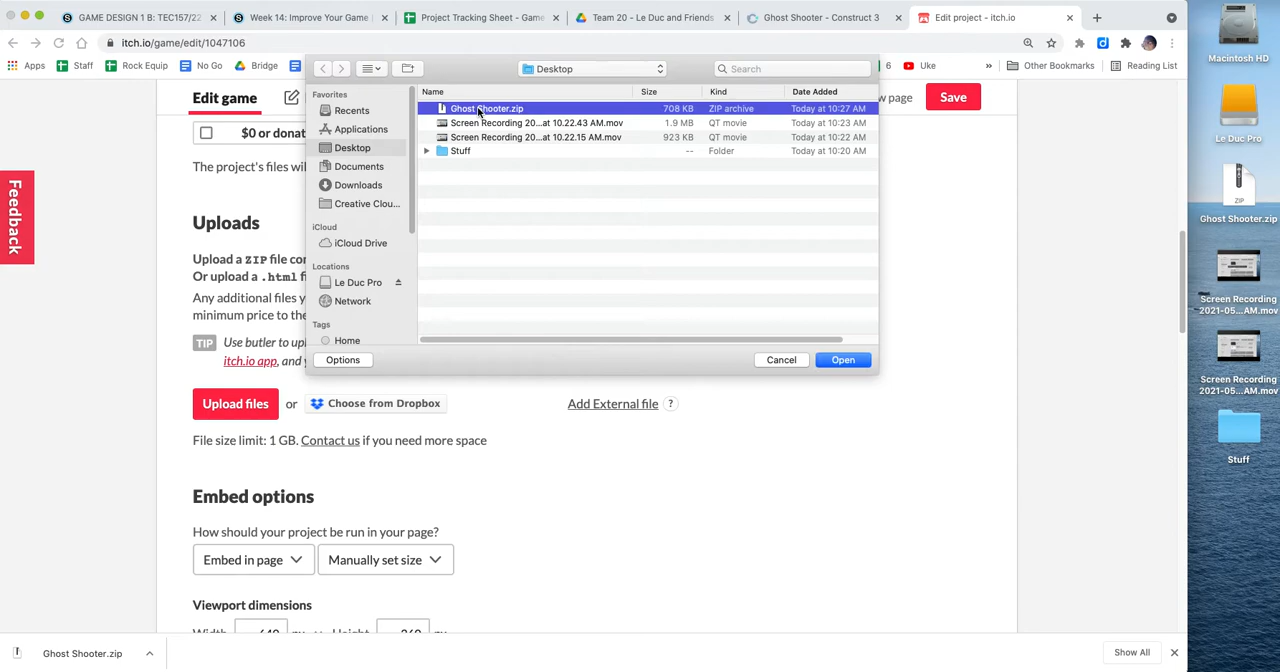 GAME DESIGN 1 B: TEC157/22
Week 14: Improve Your Game
Project Tracking Sheet - Game
Team 20 - Le Duc and Friends
Ghost Shooter - Construct 3
Edit project - itch.io
itch.io/game/edit/1047106
Apps
Staff
Rock Equip
No Go
Bridge
6
Uke
»
Other Bookmarks
Reading List
Edit game
w page
Save
$0 or donat
The project's files wil
Uploads
Upload a ZIP file con
Or upload a .html fi
Any additional files y
minimum price to the
TIP
Use butler to upl
itch.io app, and y
Upload files
or
Choose from Dropbox
Add External file
?
File size limit: 1 GB. Contact us if you need more space
Embed options
How should your project be run in your page?
Embed in page
Manually set size
Viewport dimensions
Width
640
px
Height
360
px
Feedback
Desktop
Search
Favorites
Recents
Applications
Desktop
Documents
Downloads
Creative Clou...
iCloud
iCloud Drive
Locations
Le Duc Pro
Network
Tags
Home
Name
Size
Kind
Date Added
Ghost Shooter.zip
708 KB
ZIP archive
Today at 10:27 AM
Screen Recording 20...at 10.22.43 AM.mov
1.9 MB
QT movie
Today at 10:23 AM
Screen Recording 20...at 10.22.15 AM.mov
923 KB
QT movie
Today at 10:22 AM
Stuff
--
Folder
Today at 10:20 AM
Options
Cancel
Open
Ghost Shooter.zip
Show All
Macintosh HD
Le Duc Pro
ZIP
Ghost Shooter.zip
Screen Recording
2021-05...AM.mov
Screen Recording
2021-05...AM.mov
Stuff